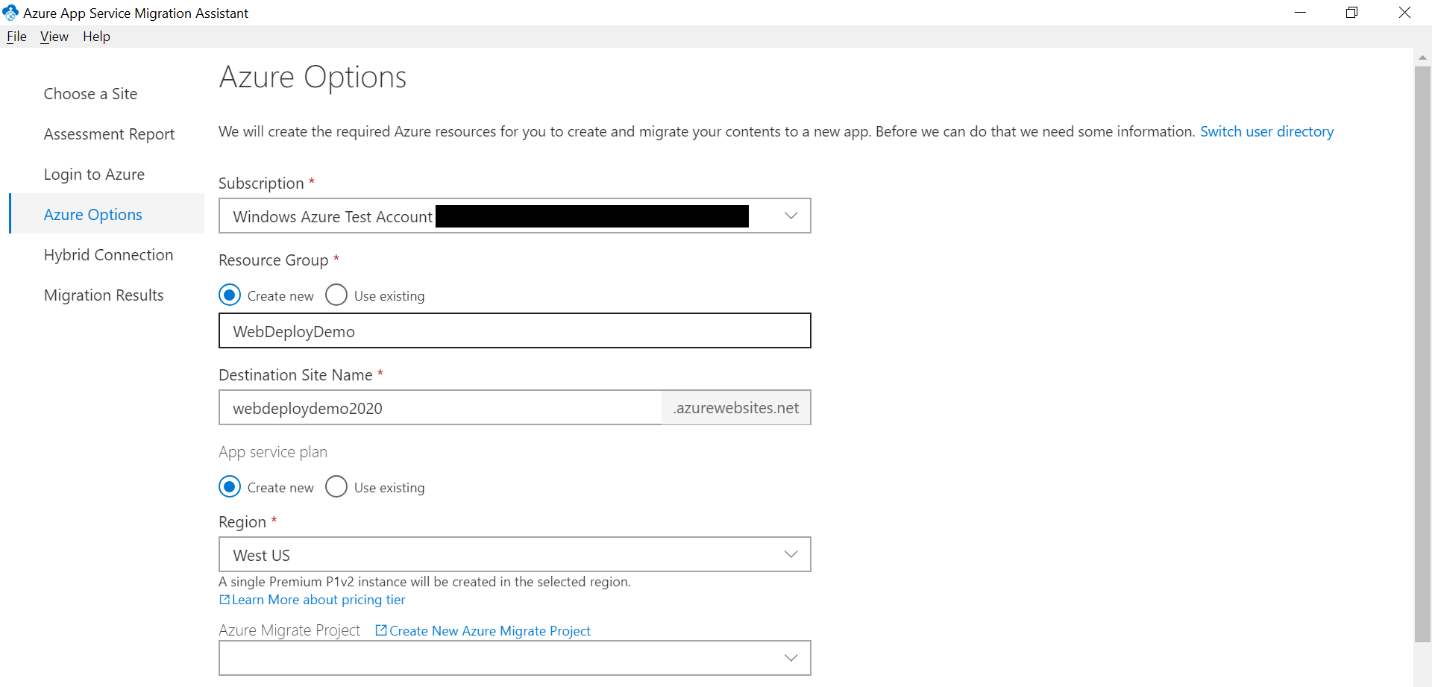 Azure App Service Migration Assistant
File View Help
Choose a Site
Assessment Report
Login to Azure
Azure Options
Hybrid Connection
Migration Results
Azure Options
We will create the required Azure resources for you to create and migrate your contents to a new app. Before we can do that we need some information. Switch user directory
Subscription *
Windows Azure Test Account
Resource Group *
Create new Use existing
WebDeployDemo
Destination Site Name *
webdeploydemo2020 .azurewebsites.net
App service plan
Create new Use existing
Region *
West US
A single Premium P1v2 instance will be created in the selected region.
Learn More about pricing tier
Azure Migrate Project Create New Azure Migrate Project